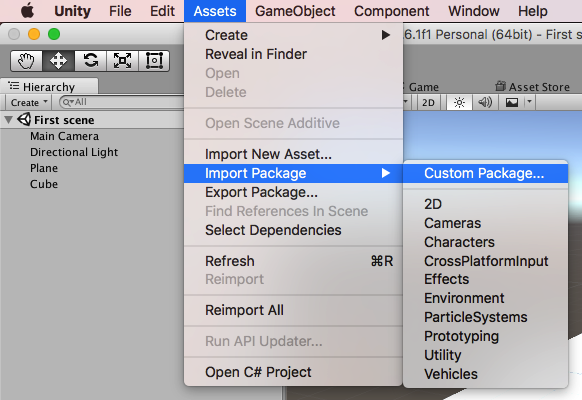 Unity File Edit Assets GameObject Component Window Help
6.1f1 Personal (64bit) - First s
Hierarchy
Create
All
First scene
Main Camera
Directional Light
Plane
Cube
Create
Reveal in Finder
Open
Delete
Open Scene Additive
Import New Asset...
Import Package
Export Package...
Find References In Scene
Select Dependencies
Refresh ⌘R
Reimport
Reimport All
Run API Updater...
Open C# Project
Game
Asset Store
2D
Custom Package...
2D
Cameras
Characters
CrossPlatformInput
Effects
Environment
ParticleSystems
Prototyping
Utility
Vehicles